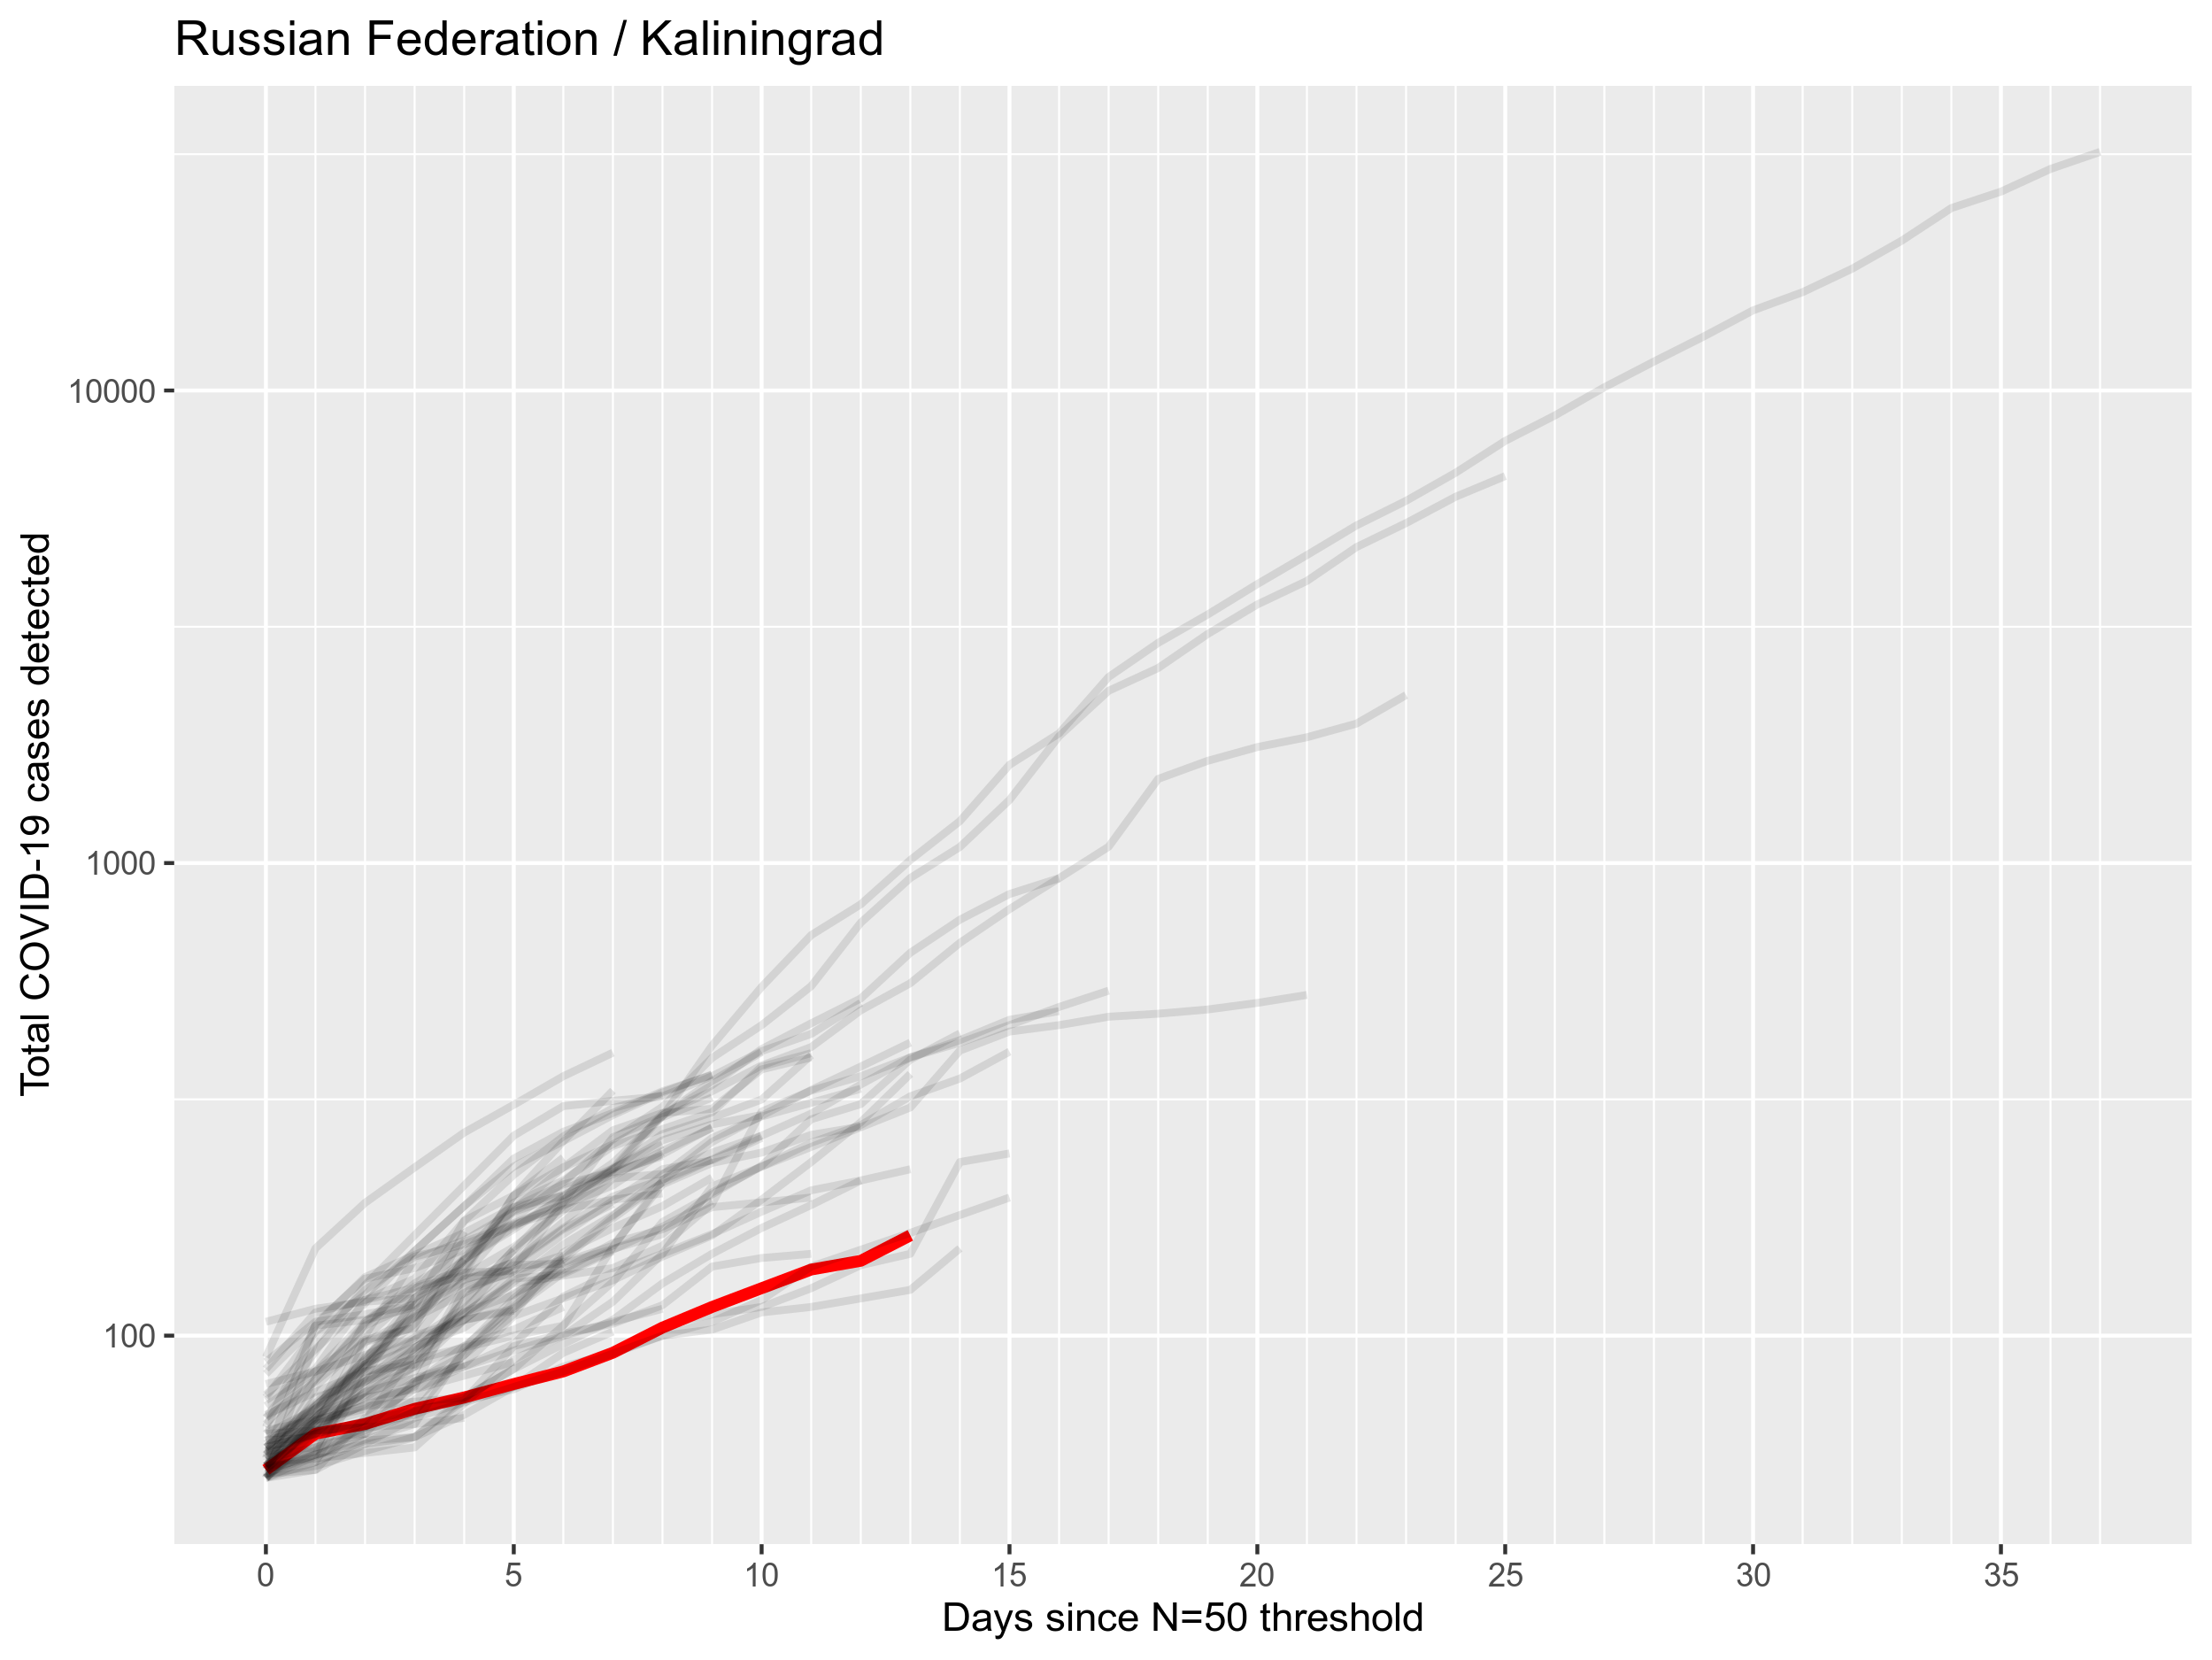 Russian Federation / Kaliningrad
Total COVID-19 cases detected
10000
1000
100
0 5 10 15 20 25 30 35
Days since N=50 threshold